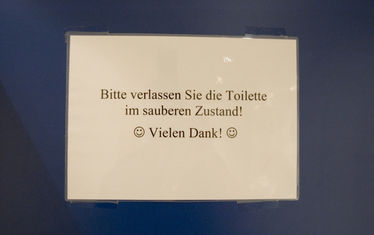 Bitte verlassen Sie die Toilette
im sauberen Zustand!
☺ Vielen Dank! ☺